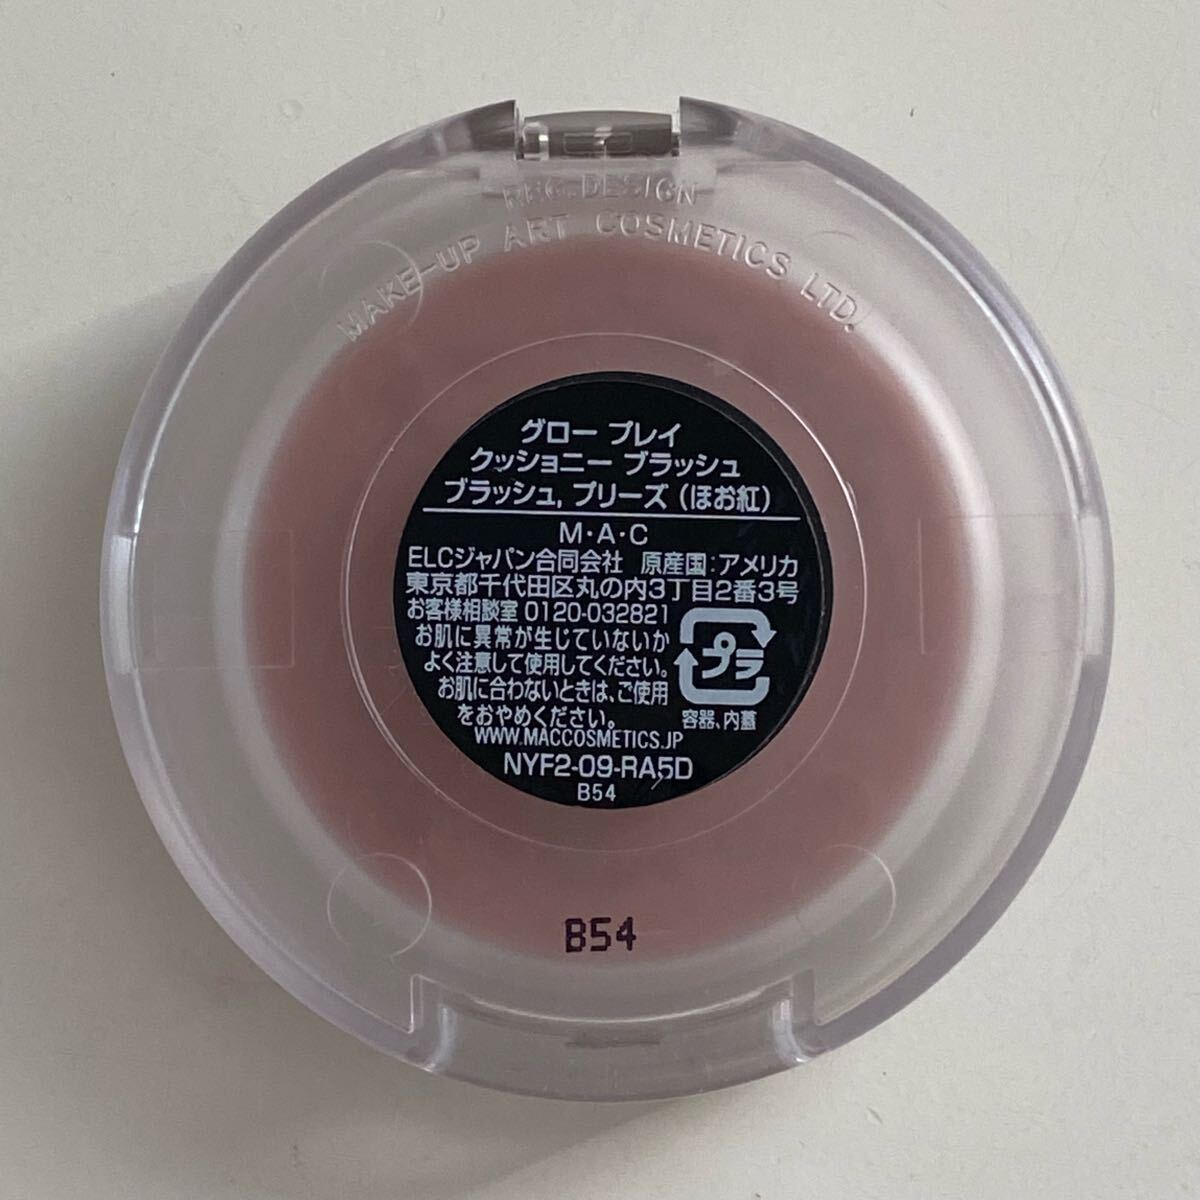 REG. DESIGN
MAKE-UP ART COSMETICS LTD.
グロー プレイ
クッショニー ブラッシュ
ブラッシュ, プリーズ (ほお紅)
M・A・C
ELCジャパン合同会社 原産国:アメリカ
東京都千代田区丸の内3丁目2番3号
お客様相談室 0120-032821
お肌に異常が生じていないか
よく注意して使用してください。
お肌に合わないときは、ご使用
をおやめください。
プラ
容器、内蓋
WWW.MACCOSMETICS.JP
NYF2-09-RA5D
B54
B54